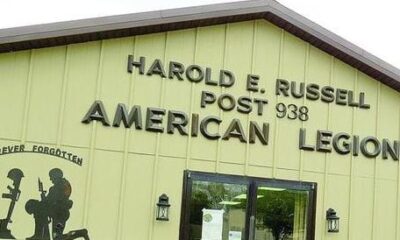 HAROLD E. RUSSELL
POST 938
AMERICAN LEGION
EVER FORGOTTEN